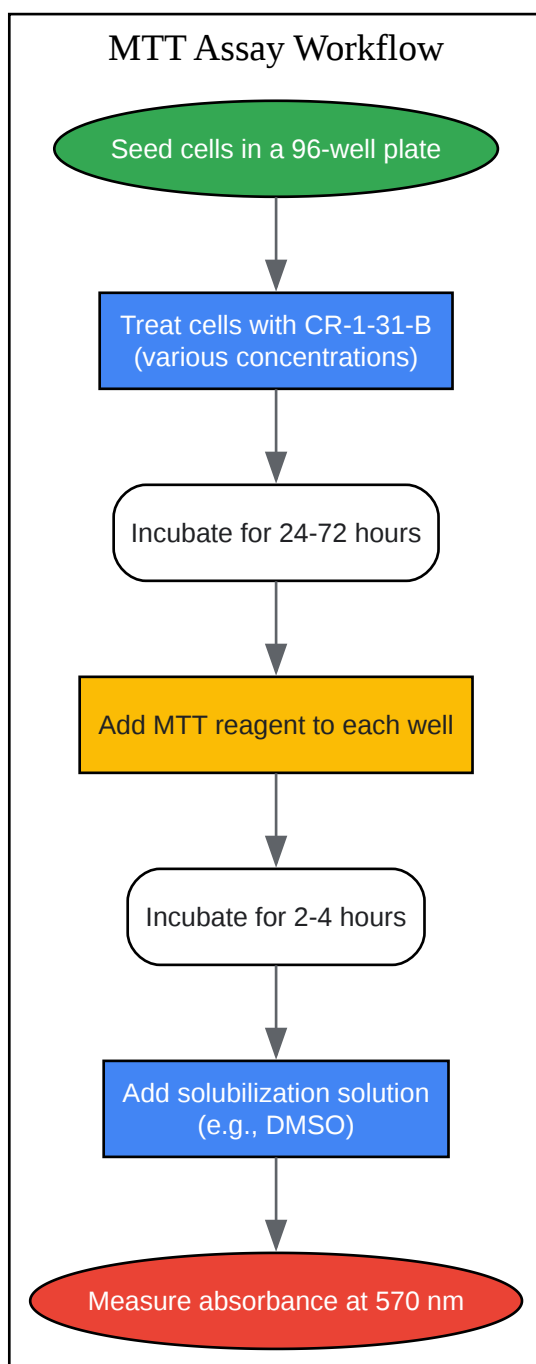 MTT Assay Workflow
Seed cells in a 96-well plate
Treat cells with CR-1-31-B
(various concentrations)
Incubate for 24-72 hours
Add MTT reagent to each well
Incubate for 2-4 hours
Add solubilization solution
(e.g., DMSO)
Measure absorbance at 570 nm